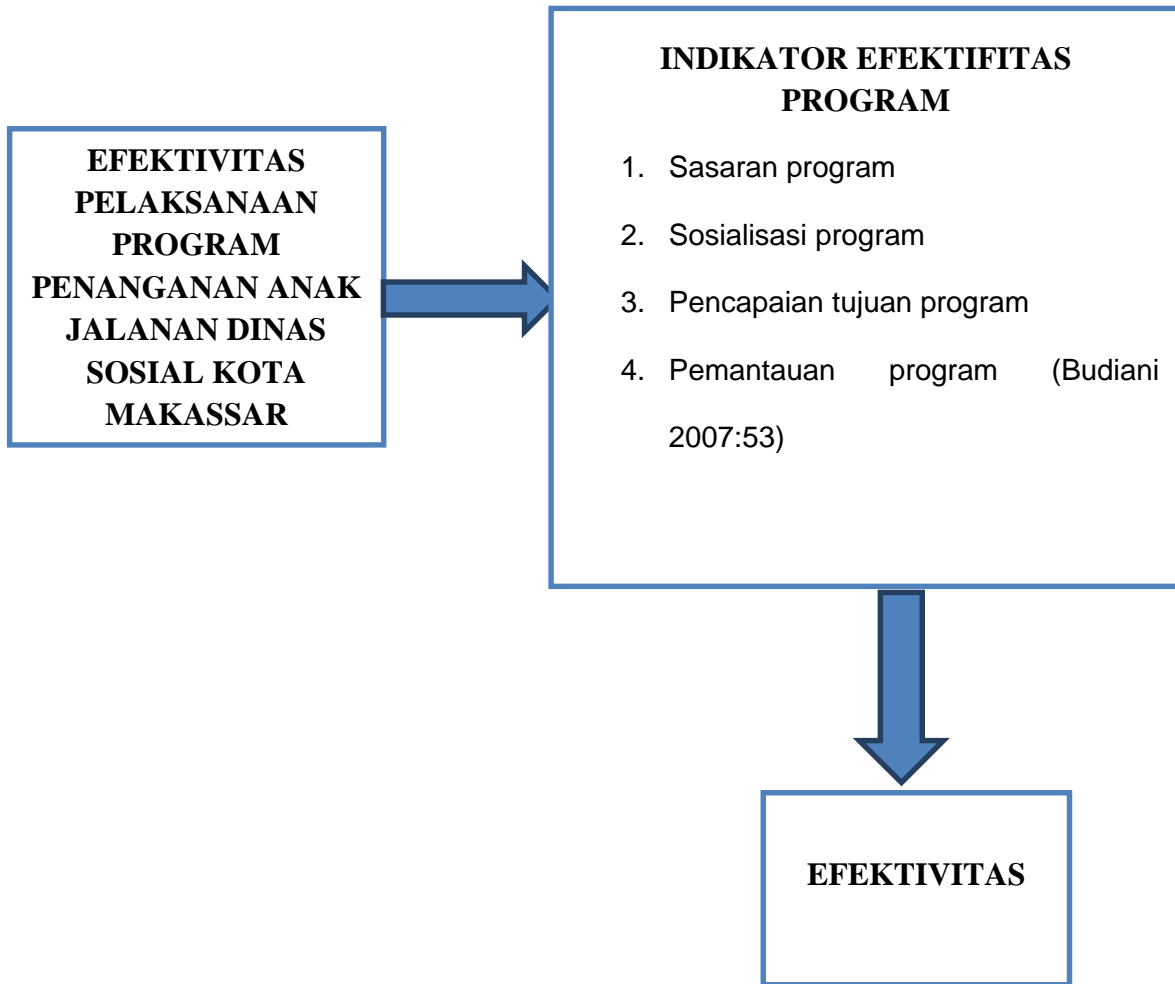 EFEKTIVITAS
PELAKSANAAN
PROGRAM
PENANGANAN ANAK
JALANAN DINAS
SOSIAL KOTA
MAKASSAR
INDIKATOR EFEKTIFITAS
PROGRAM
1. Sasaran program
2. Sosialisasi program
3. Pencapaian tujuan program
4. Pemantauan program (Budiani
2007:53)
EFEKTIVITAS